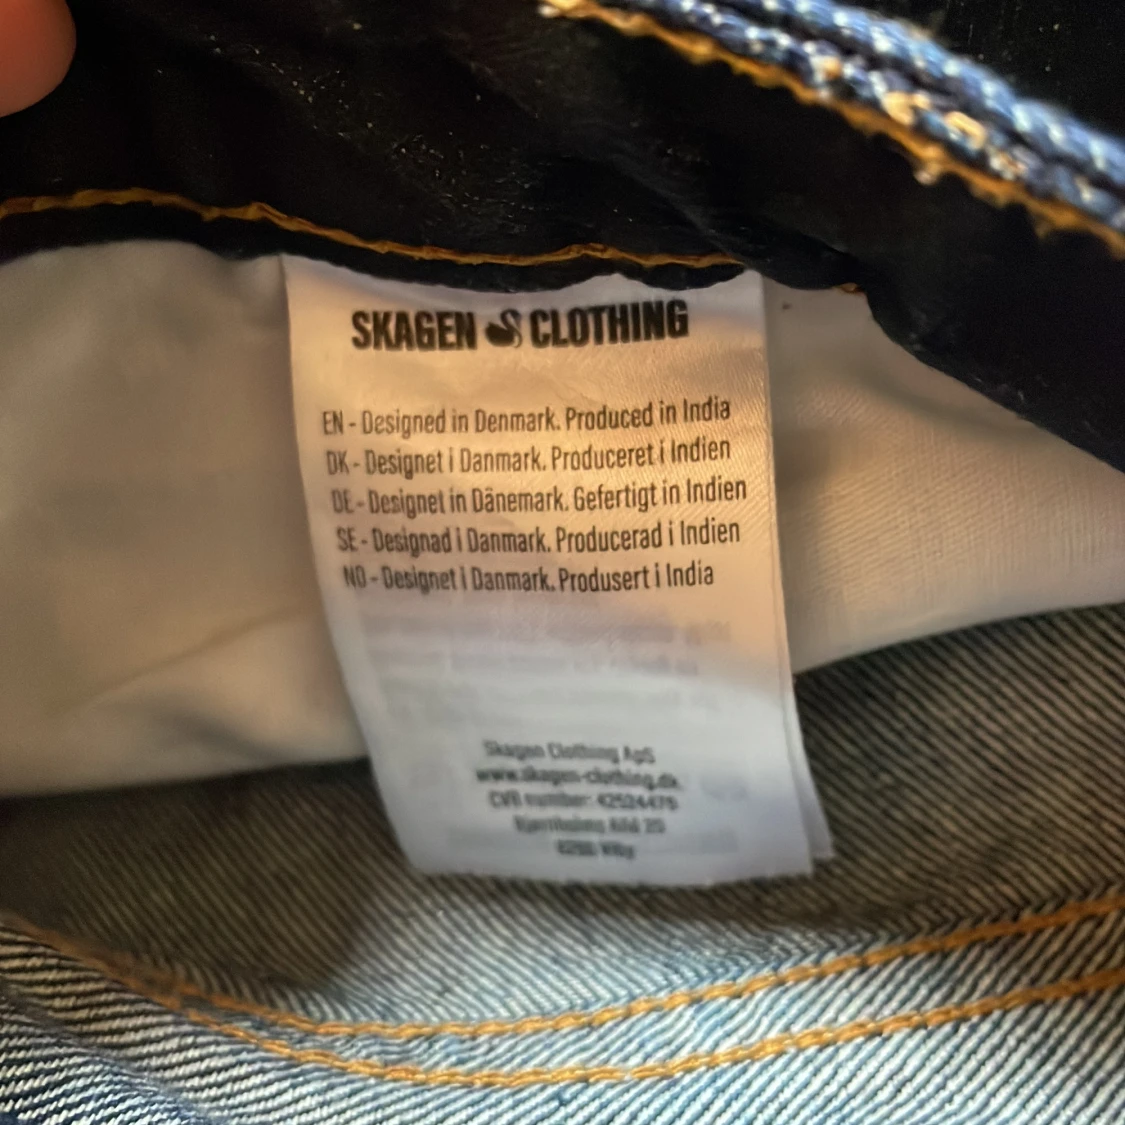 SKAGEN CLOTHING
EN - Designed in Denmark. Produced in India
DK - Designet i Danmark. Produceret i Indien
DE - Designet in Dänemark. Gefertigt in Indien
SE - Designad i Danmark. Producerad i Indien
NO - Designet i Danmark. Produsert i India
Skagen Clothing ApS
www.skagen-clothing.dk
CVR number: